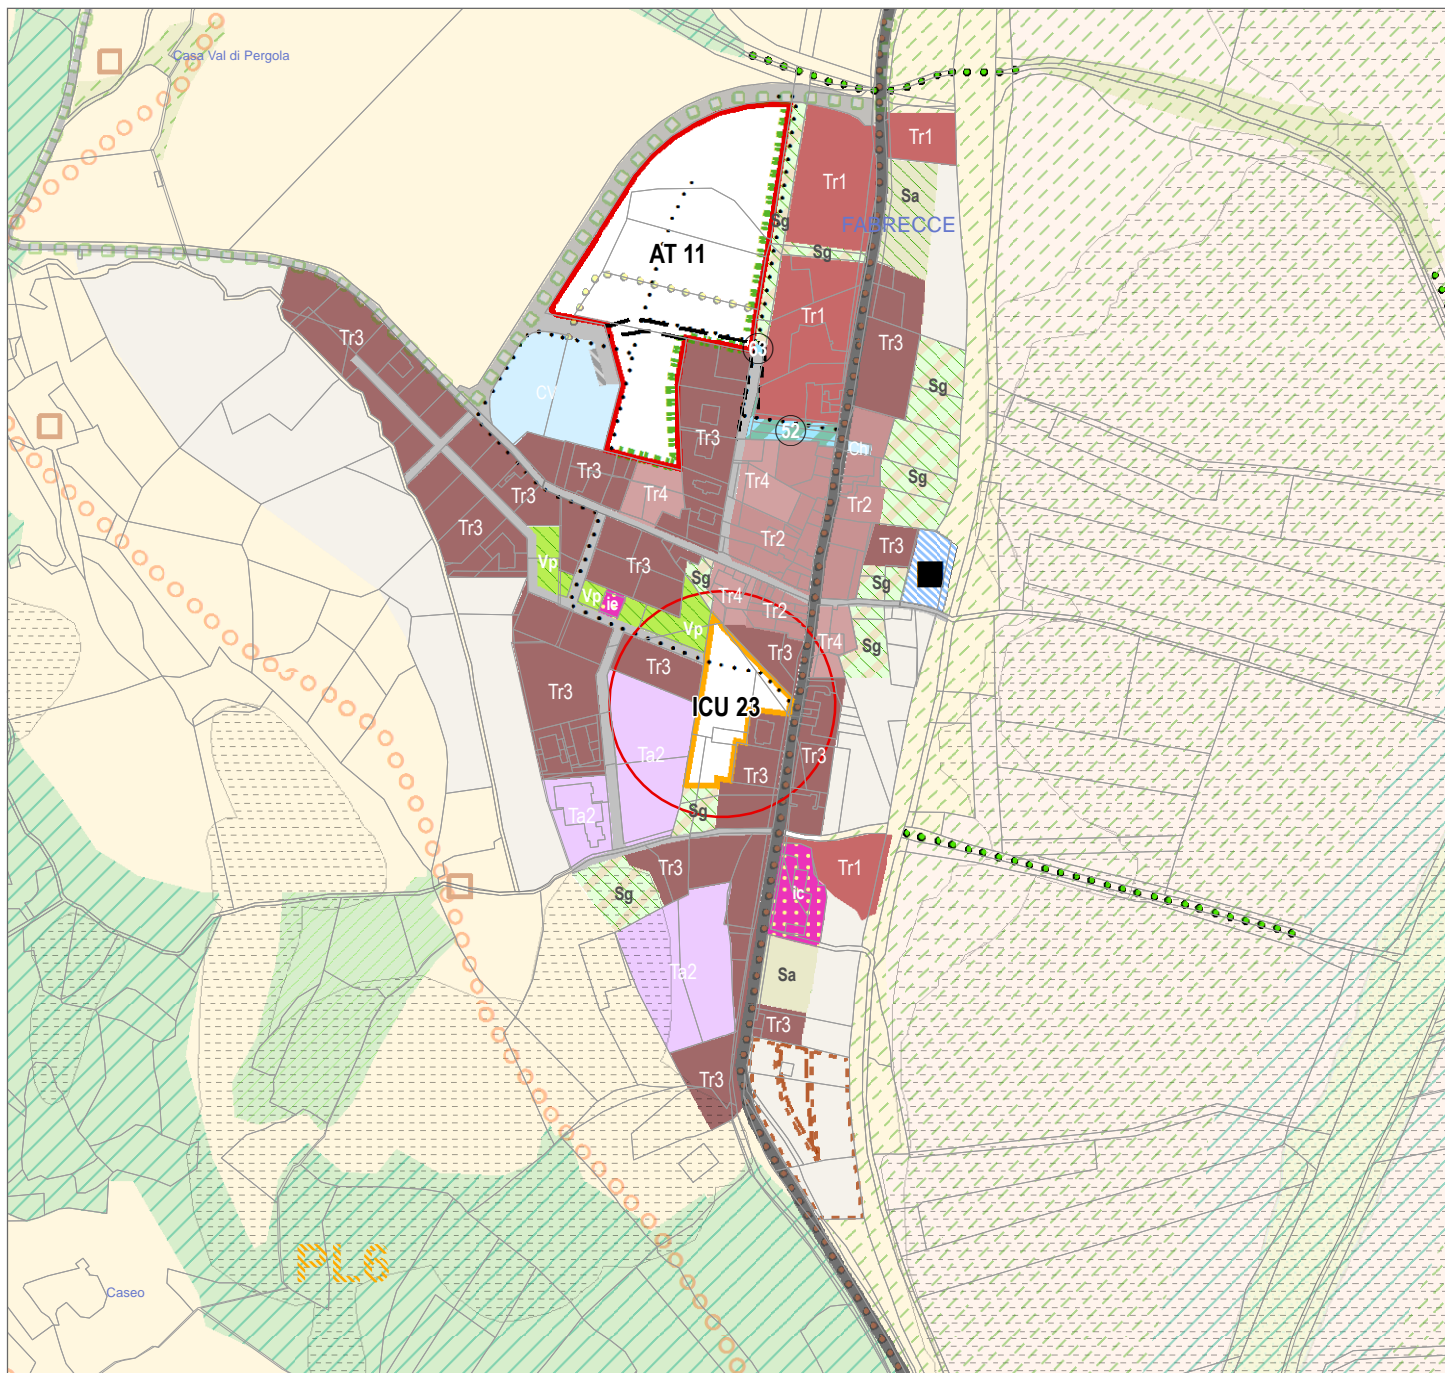 Casa Val di Pergola
Tr1
Tr1
Sa
Sg
FABRECCE
AT 11
Sg
Tr1
Tr3
Tr3
Sg
CV
52
Tr3
Ch
Tr3
Tr4
Tr4
Sg
Tr3
Tr2
Tr3
Tr2
Tr3
Vp
Tr3
Sg
Sg
Vp
ie
Tr4
Tr2
Vp
Tr3
Tr4
Sg
Tr3
Tr3
ICU 23
Ta2
Tr3
Tr3
Sg
Ta2
Tr3
Tr1
Sg
ic
Ta2
Sa
Tr3
Tr3
PL6
Caseo